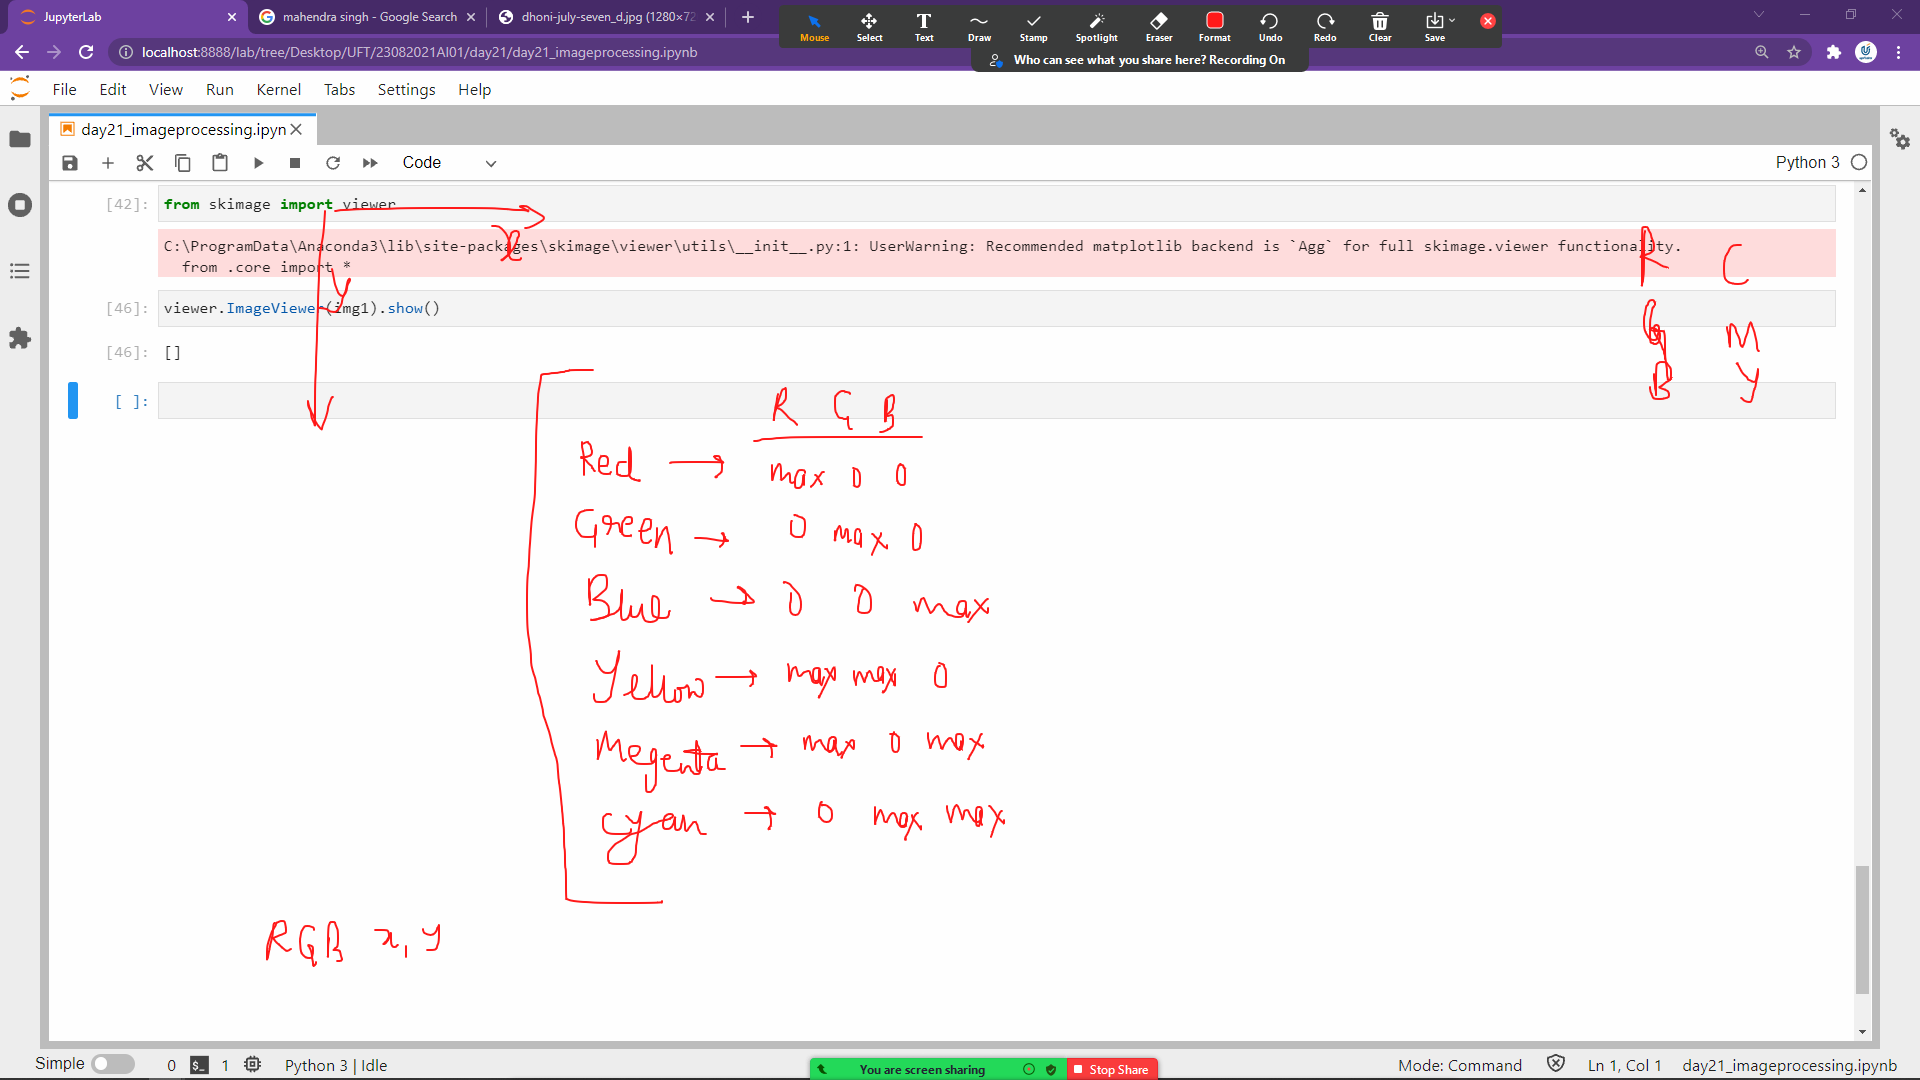 JupyterLab
mahendra singh - Google Search
dhoni-july-seven_d.jpg (1280×72
Mouse Select Text Draw Stamp Spotlight Eraser Format Undo Redo Clear Save
localhost:8888/lab/tree/Desktop/UFT/23082021AI01/day21/day21_imageprocessing.ipynb
Who can see what you share here? Recording On
File Edit View Run Kernel Tabs Settings Help
day21_imageprocessing.ipyn
Code
Python 3
[42]: from skimage import viewer
C:\ProgramData\Anaconda3\lib\site-packages\skimage\viewer\utils\__init__.py:1: UserWarning: Recommended matplotlib backend is `Agg` for full skimage.viewer functionality.
from .core import *
x
y
R C
G M
B Y
[46]: viewer.ImageViewer(img1).show()
[46]: []
[ ]:
R G B
Red → max 0 0
Green → 0 max 0
Blue → 0 0 max
Yellow → max max 0
Megenta → max 0 max
Cyan → 0 max max
RGB x, y
Simple 0 $_ 1 Python 3 | Idle
You are screen sharing Stop Share
Mode: Command Ln 1, Col 1 day21_imageprocessing.ipynb